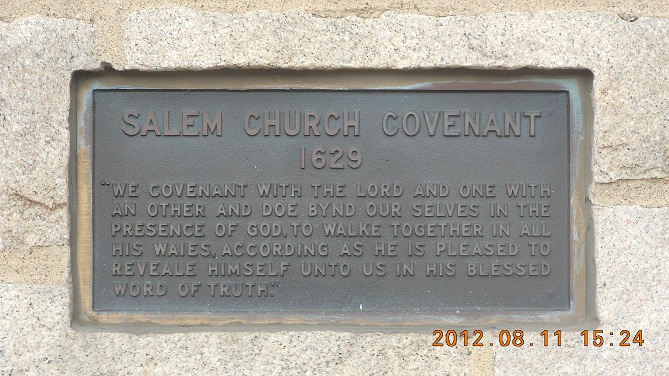 SALEM CHURCH COVENANT
1629
"WE COVENANT WITH THE LORD AND ONE WITH
AN OTHER AND DOE BYND OUR SELVES IN THE
PRESENCE OF GOD, TO WALKE TOGETHER IN ALL
HIS WAIES, ACCORDING AS HE IS PLEASED TO
REVEALE HIMSELF UNTO US IN HIS BLESSED
WORD OF TRUTH."
2012.08.11 15:24